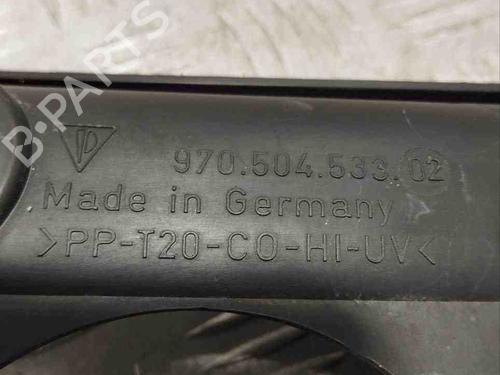 B-PARTS
970.504.533.02
Made in Germany
>PP-T20-CO-HI-UV<